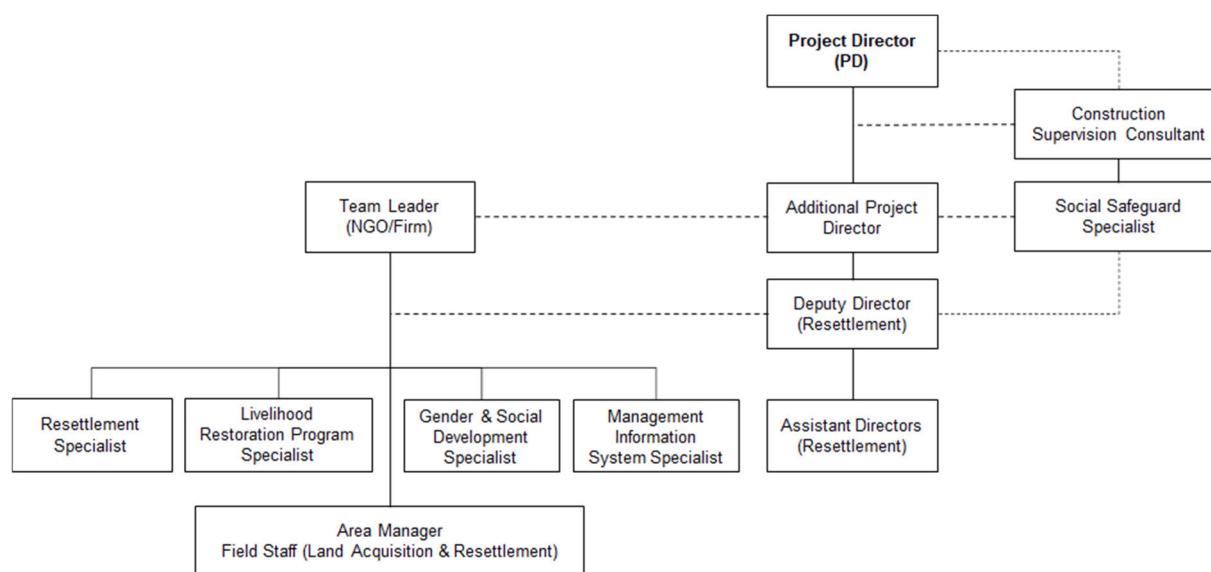 Project Director
(PD)
Construction
Supervision Consultant
Team Leader
(NGO/Firm)
Additional Project
Director
Social Safeguard
Specialist
Deputy Director
(Resettlement)
Resettlement
Specialist
Livelihood
Restoration Program
Specialist
Gender & Social
Development
Specialist
Management
Information
System Specialist
Assistant Directors
(Resettlement)
Area Manager
Field Staff (Land Acquisition & Resettlement)